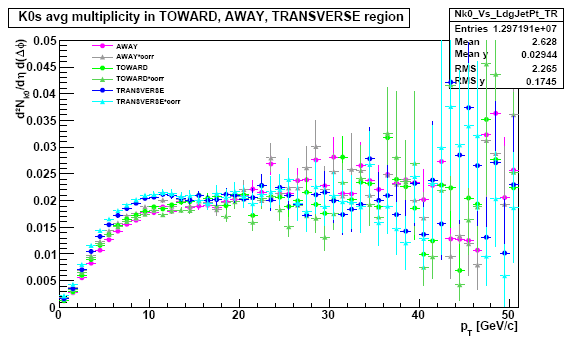 K0s avg multiplicity in TOWARD, AWAY, TRANSVERSE region
Nk0_Vs_LdgJetPt_TR
Entries 1.297191e+07
Mean 2.628
Mean y 0.02944
RMS 2.265
RMS y 0.1745
d²N_k0/dη d(Δϕ)
AWAY
AWAY*corr
TOWARD
TOWARD*corr
TRANSVERSE
TRANSVERSE*corr
0.05
0.045
0.04
0.035
0.03
0.025
0.02
0.015
0.01
0.005
0
0 10 20 30 40 50
p_T [GeV/c]